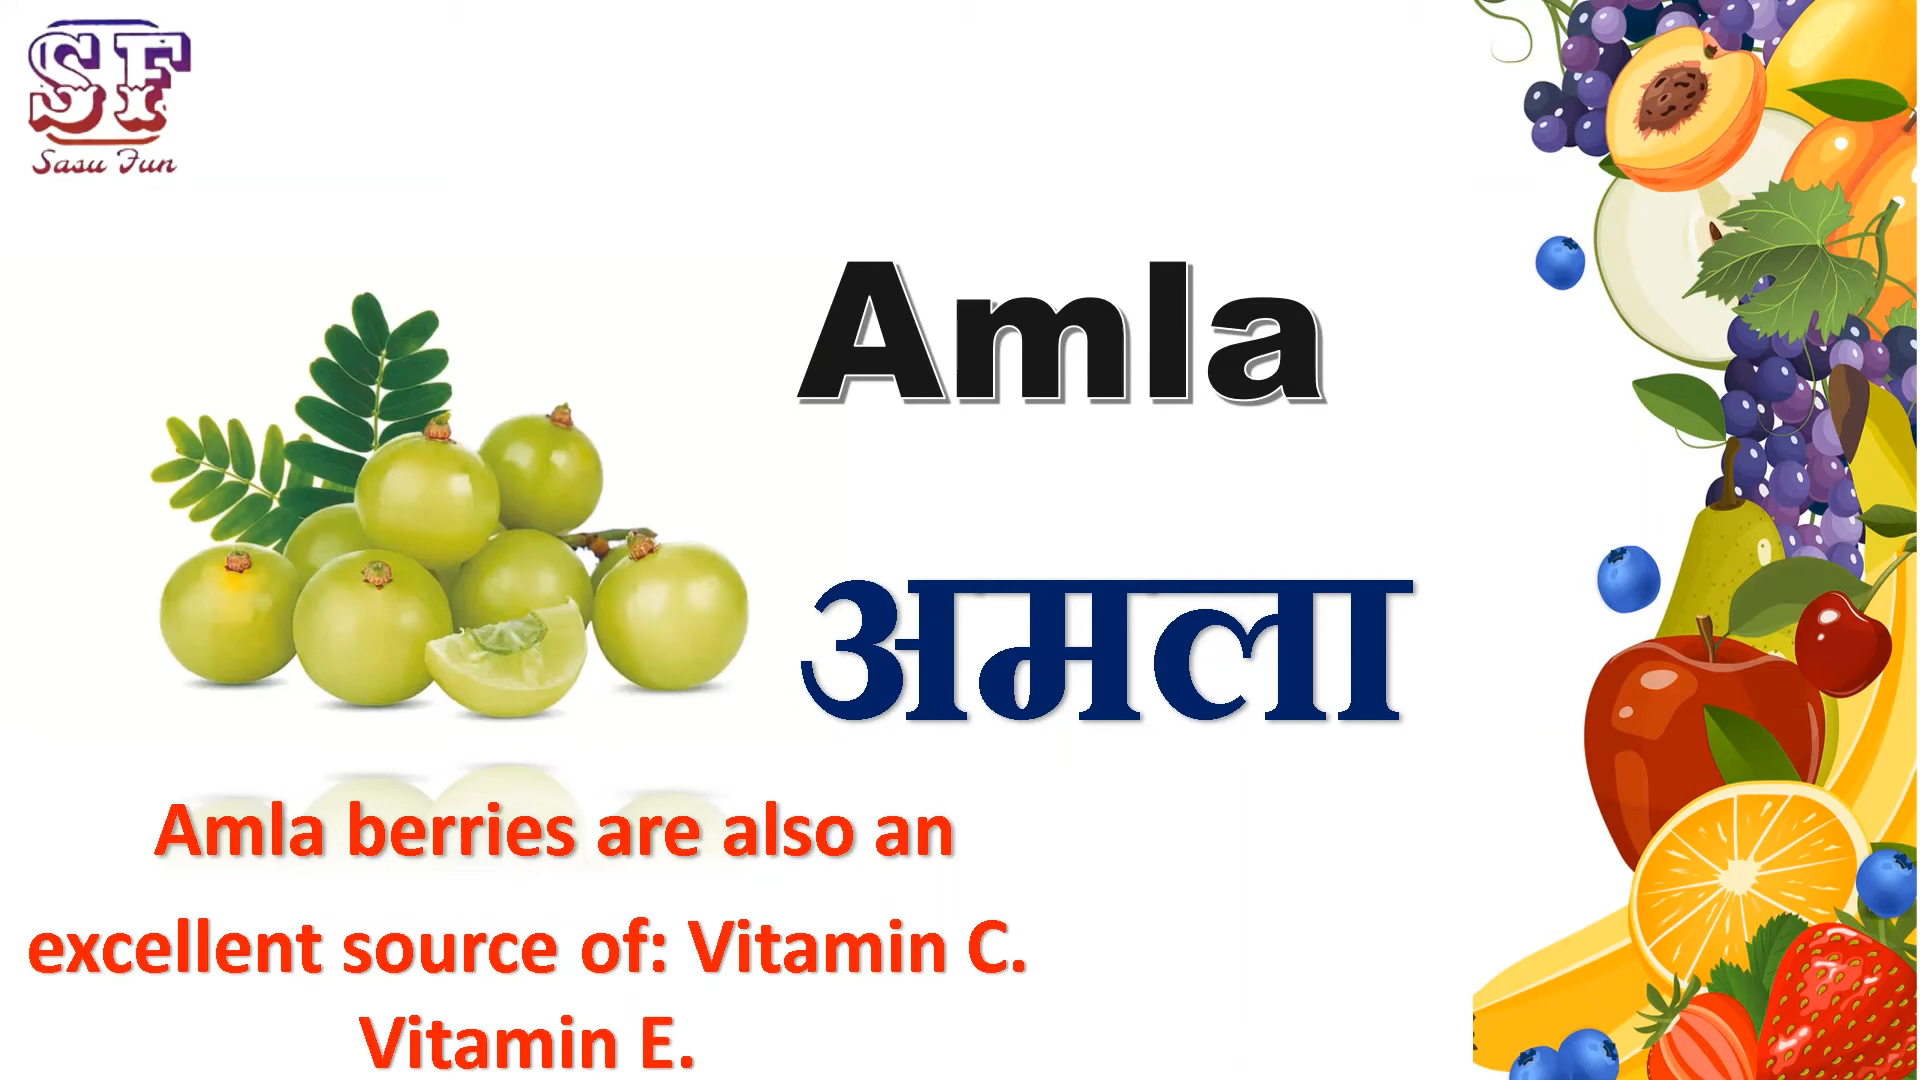 SF
Sasu Fun
Amla
अमला
Amla berries are also an
excellent source of: Vitamin C.
Vitamin E.